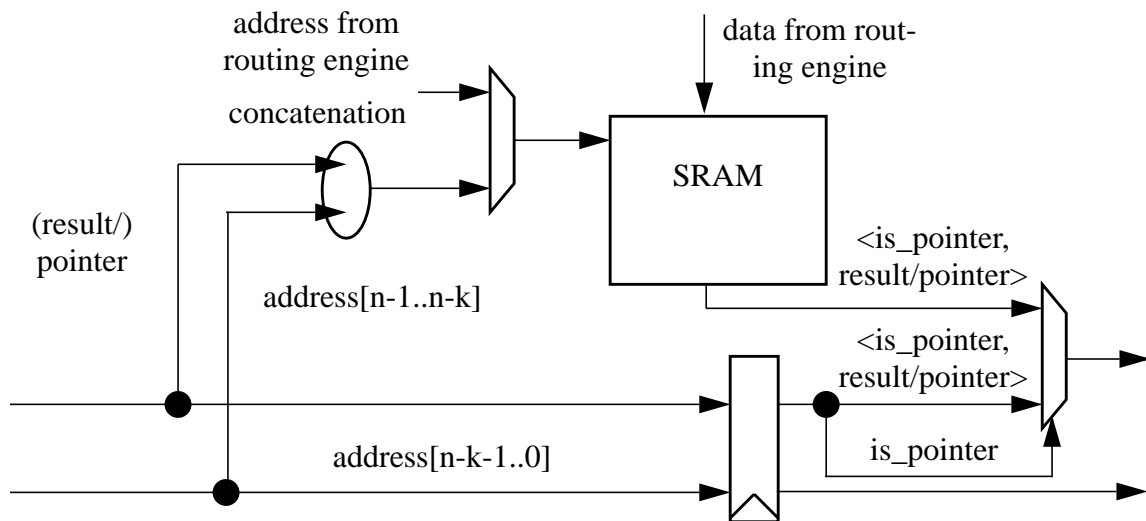 address from
routing engine
data from rout-
ing engine
concatenation
SRAM
(result/)
pointer
<is_pointer,
result/pointer>
address[n-1..n-k]
<is_pointer,
result/pointer>
is_pointer
address[n-k-1..0]